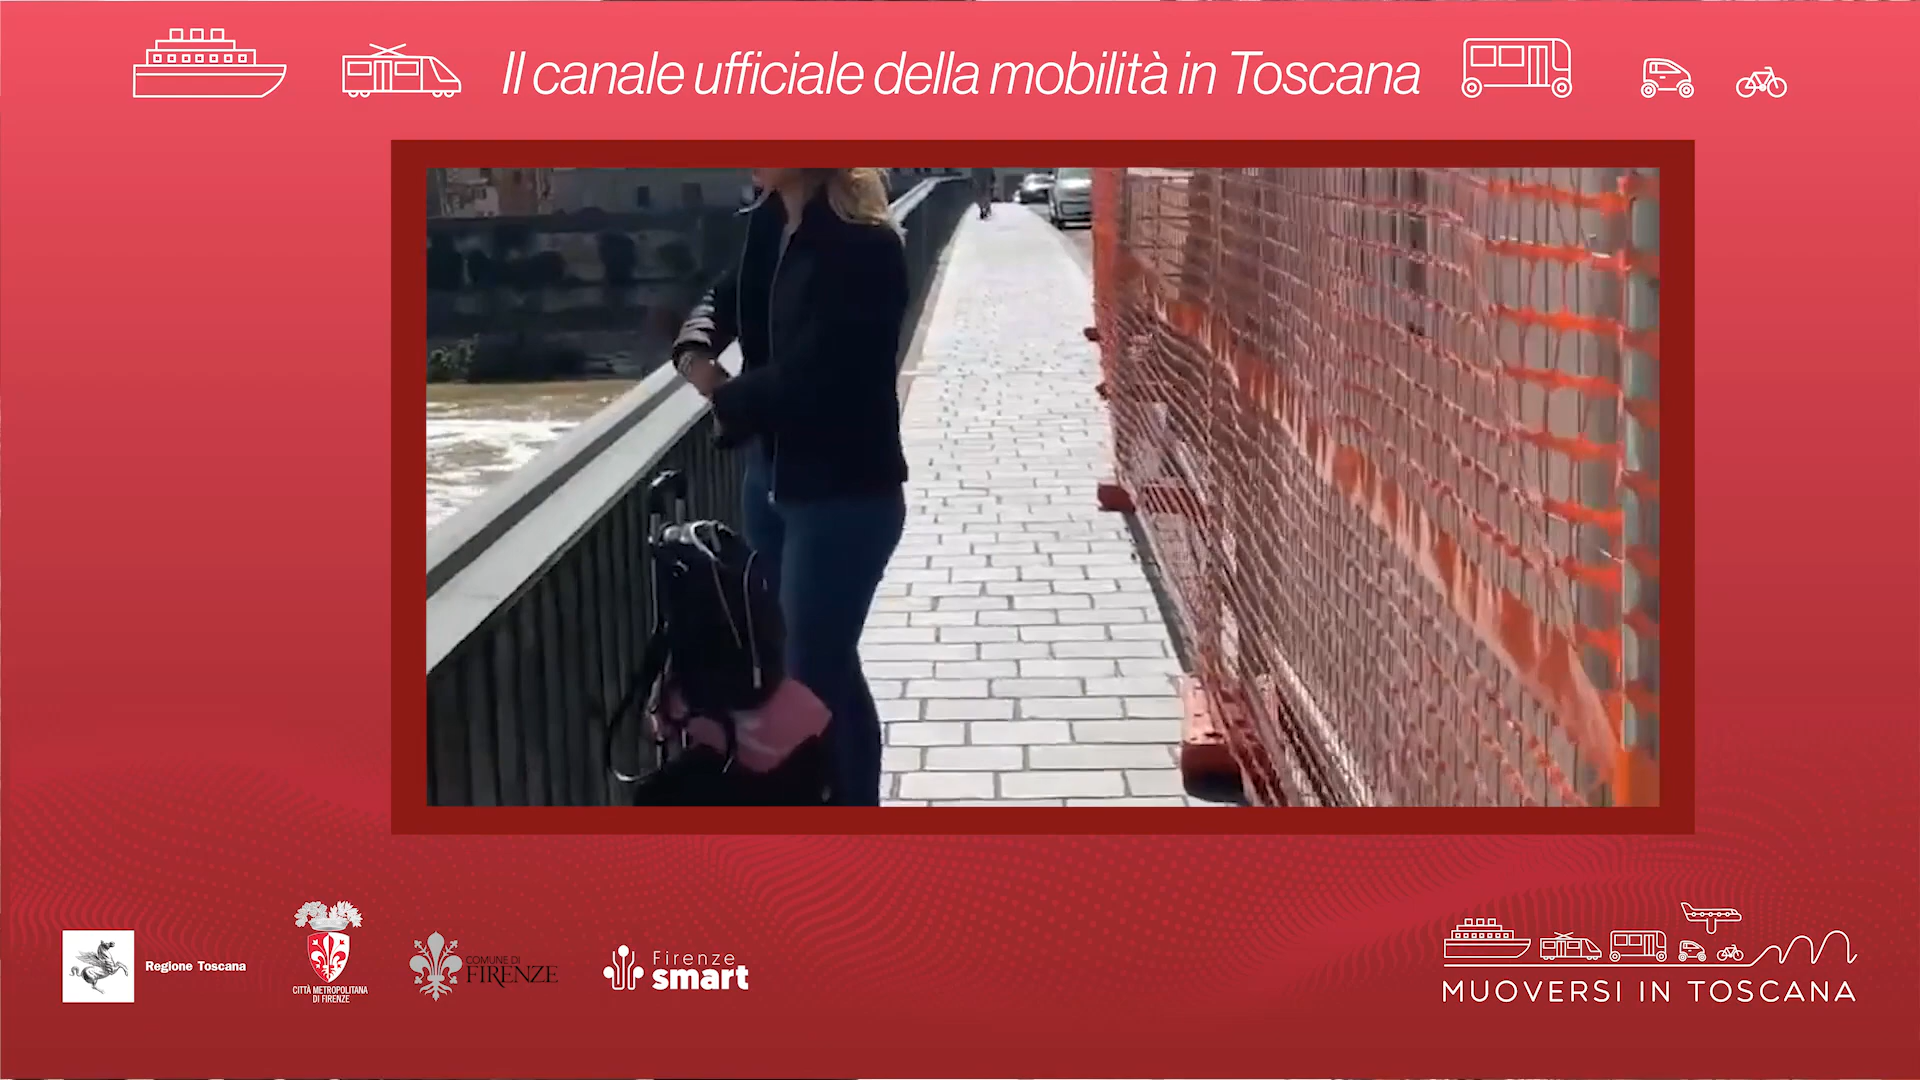 Il canale ufficiale della mobilità in Toscana
Regione Toscana
CITTÀ METROPOLITANA
DI FIRENZE
COMUNE DI
FIRENZE
Firenze
smart
MUOVERSI IN TOSCANA